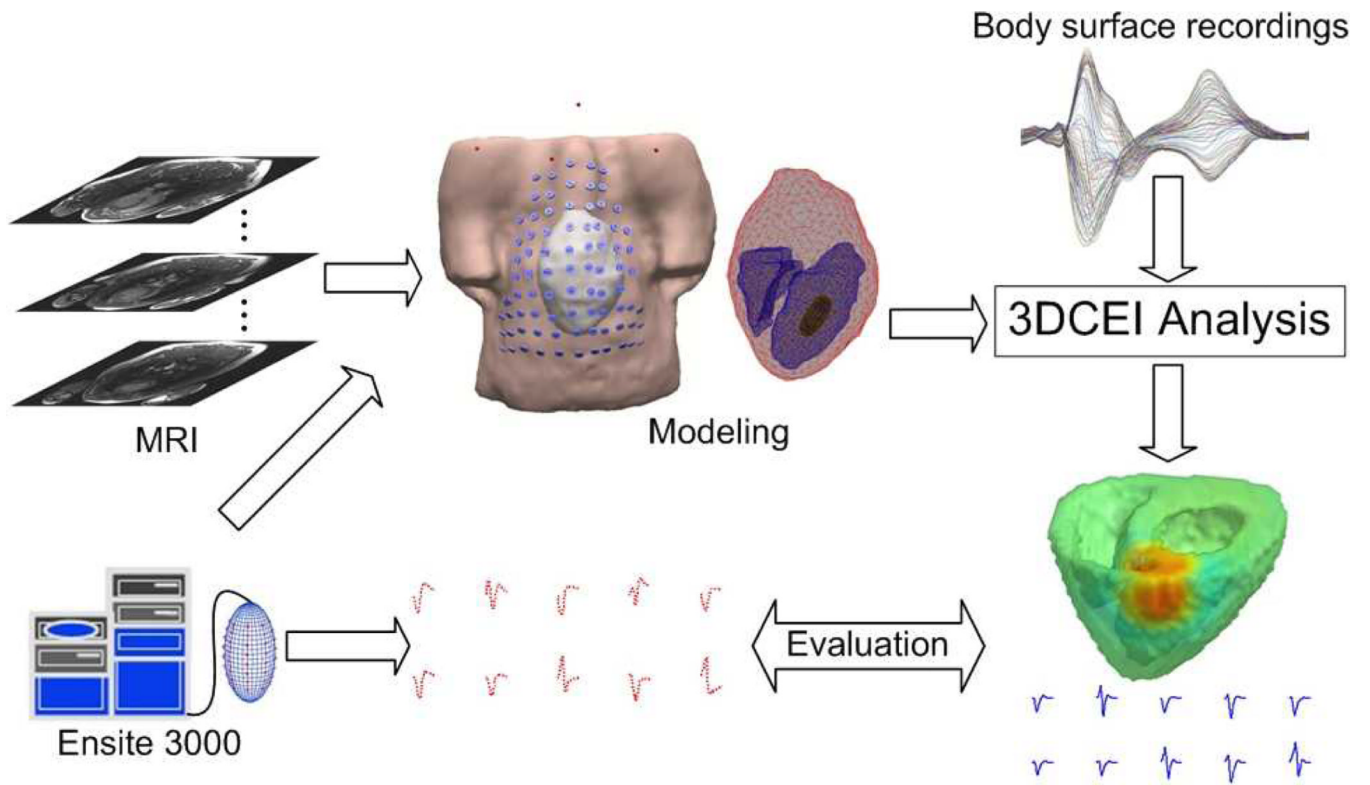 Body surface recordings
3DCEI Analysis
MRI
Modeling
Evaluation
Ensite 3000